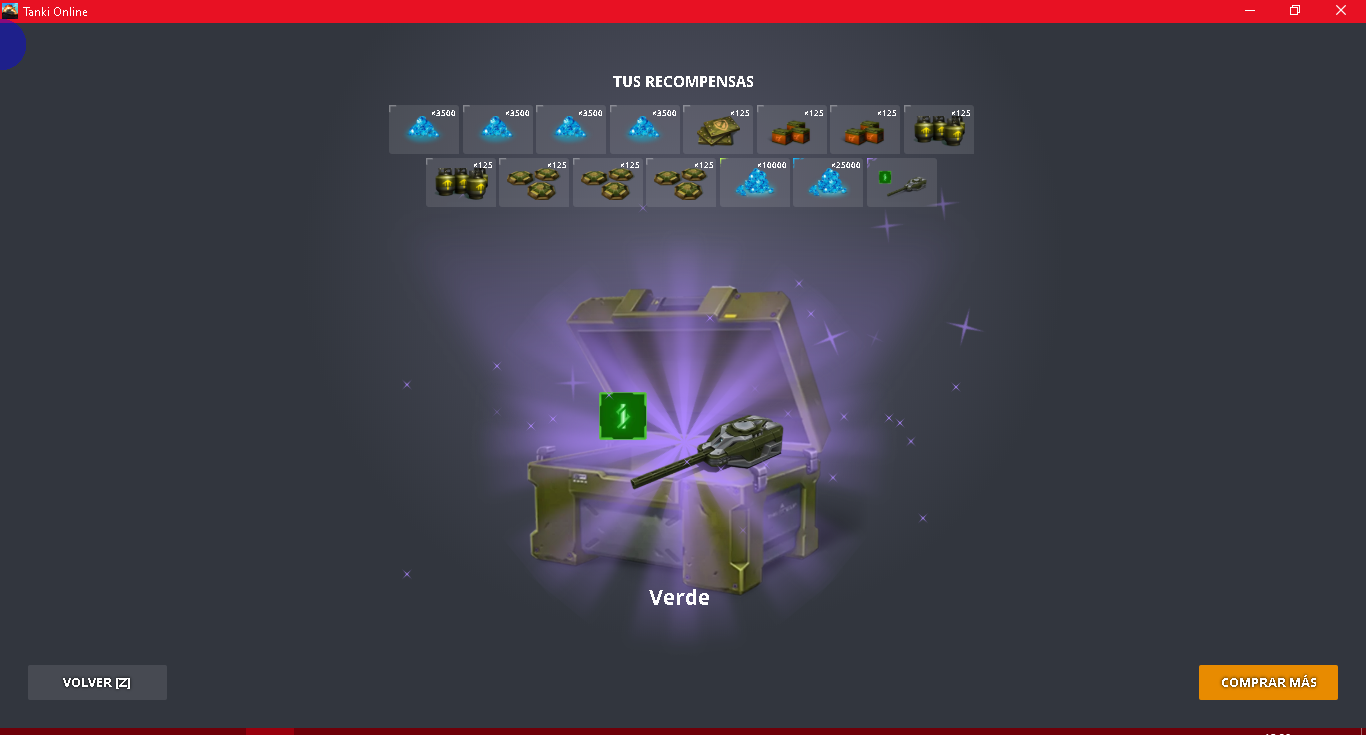 Tanki Online
TUS RECOMPENSAS
×3500 ×3500 ×3500 ×3500 ×125 ×125 ×125 ×125
×125 ×125 ×125 ×125 ×10000 ×25000
Verde
VOLVER [Z]
COMPRAR MÁS